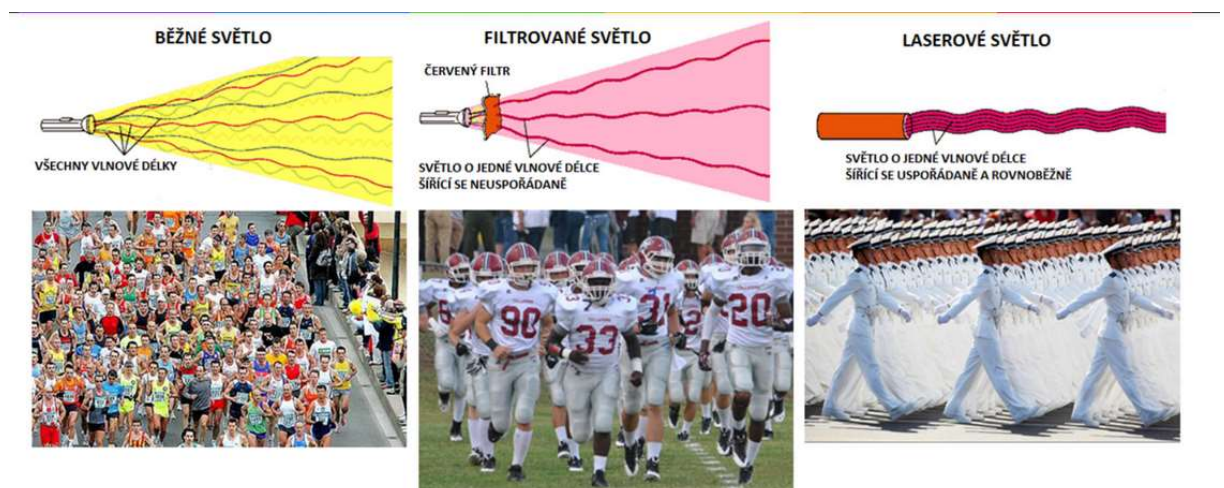 BĚŽNÉ SVĚTLO
VŠECHNY VLNOVÉ DÉLKY
FILTROVANÉ SVĚTLO
ČERVENÝ FILTR
SVĚTLO O JEDNÉ VLNOVÉ DÉLCE
ŠÍŘÍCÍ SE NEUSPOŘÁDANĚ
LASEROVÉ SVĚTLO
SVĚTLO O JEDNÉ VLNOVÉ DÉLCE
ŠÍŘÍCÍ SE USPOŘÁDANĚ A ROVNOBĚŽNĚ
90
33
31
20